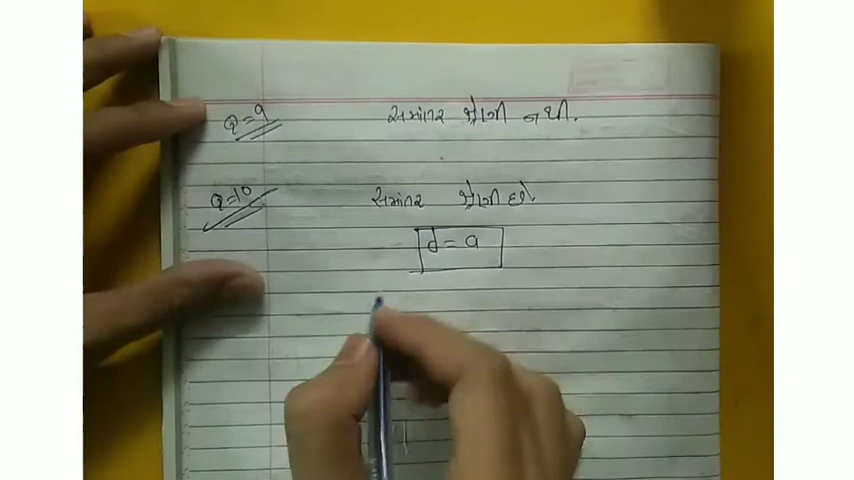 Q=9 સમાંતર શ્રેણી નથી.
Q=10 સમાંતર શ્રેણી છે
d = a